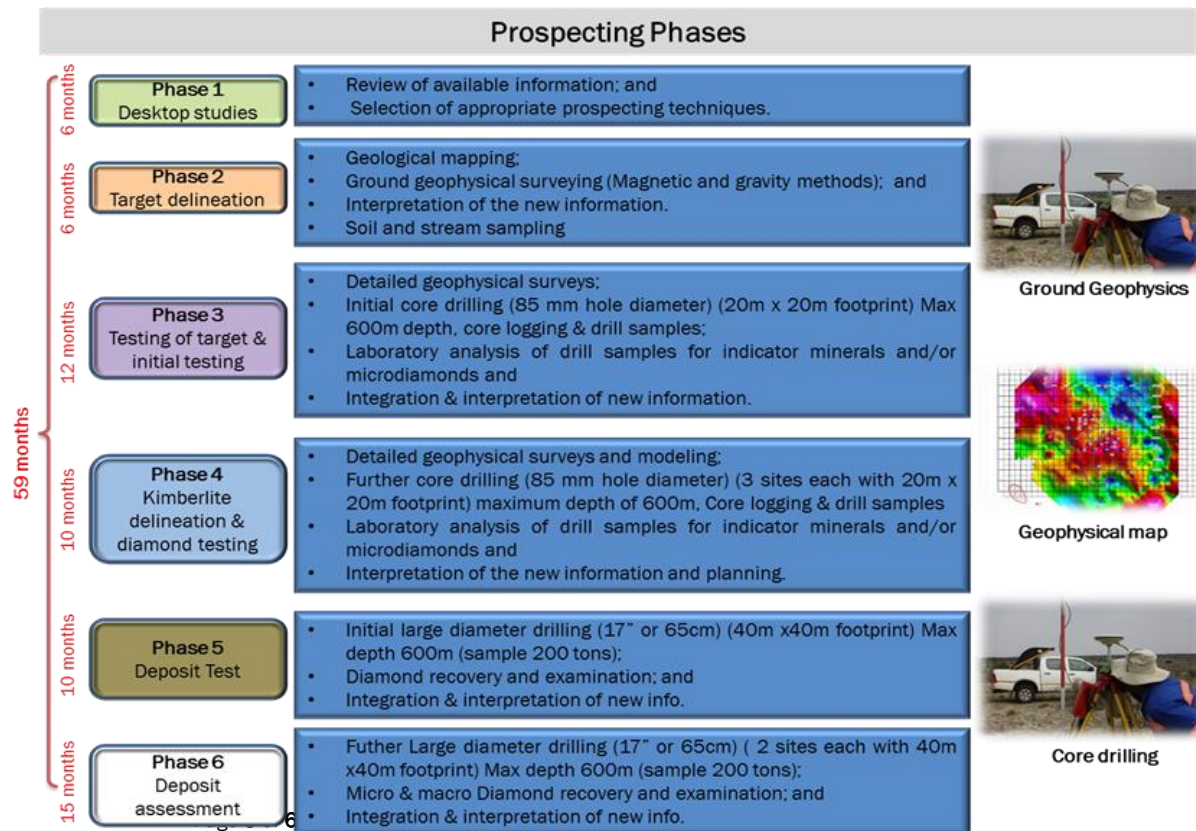 Prospecting Phases
59 months
6 months
Phase 1
Desktop studies
• Review of available information; and
• Selection of appropriate prospecting techniques.
6 months
Phase 2
Target delineation
• Geological mapping;
• Ground geophysical surveying (Magnetic and gravity methods); and
• Interpretation of the new information.
• Soil and stream sampling
Ground Geophysics
12 months
Phase 3
Testing of target &
initial testing
• Detailed geophysical surveys;
• Initial core drilling (85 mm hole diameter) (20m x 20m footprint) Max
600m depth, core logging & drill samples;
• Laboratory analysis of drill samples for indicator minerals and/or
microdiamonds and
• Integration & interpretation of new information.
Geophysical map
10 months
Phase 4
Kimberlite
delineation &
diamond testing
• Detailed geophysical surveys and modeling;
• Further core drilling (85 mm hole diameter) (3 sites each with 20m x
20m footprint) maximum depth of 600m, Core logging & drill samples
• Laboratory analysis of drill samples for indicator minerals and/or
microdiamonds and
• Interpretation of the new information and planning.
10 months
Phase 5
Deposit Test
• Initial large diameter drilling (17” or 65cm) (40m x40m footprint) Max
depth 600m (sample 200 tons);
• Diamond recovery and examination; and
• Integration & interpretation of new info.
Core drilling
15 months
Phase 6
Deposit
assessment
• Futher Large diameter drilling (17” or 65cm) ( 2 sites each with 40m
x40m footprint) Max depth 600m (sample 200 tons);
• Micro & macro Diamond recovery and examination; and
• Integration & interpretation of new info.
6